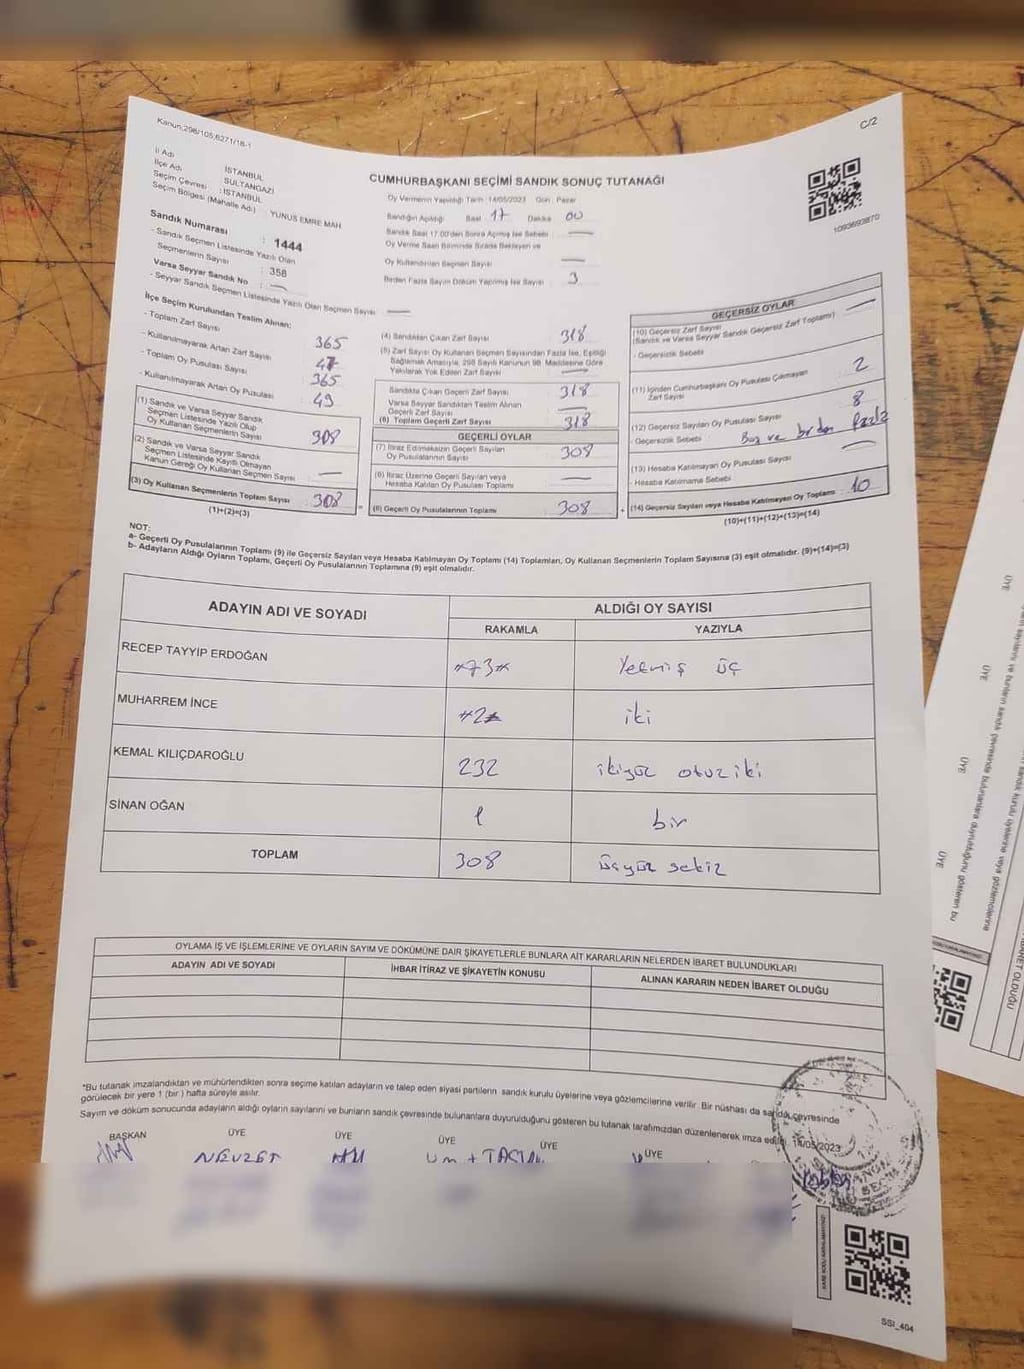 Kanun;298/105;6271/18-1
C/2
İl Adı : İSTANBUL
İlçe Adı : SULTANGAZİ
Seçim Çevresi : İSTANBUL
Seçim Bölgesi (Mahalle Adı) : YUNUS EMRE MAH
Sandık Numarası : 1444
- Sandık Seçmen Listesinde Yazılı Olan
Seçmenlerin Sayısı : 358
Varsa Seyyar Sandık No : —
- Seyyar Sandık Seçmen Listesinde Yazılı Olan Seçmen Sayısı : —
CUMHURBAŞKANI SEÇİMİ SANDIK SONUÇ TUTANAĞI
Oy Vermenin Yapıldığı Tarih :14/05/2023 Gün : Pazar
Sandığın Açıldığı Saat : 17 Dakika : 00
Sandık Saat 17.00'den Sonra Açılmış İse Sebebi : —
Oy Verme Saati Bitiminde Sırada Bekleyen ve
Oy Kullandırılan Seçmen Sayısı : —
Birden Fazla Sayım Döküm Yapılmış İse Sayısı : 3
1093693870
İlçe Seçim Kurulundan Teslim Alınan:
- Toplam Zarf Sayısı : 365
- Kullanılmayarak Artan Zarf Sayısı : 47
- Toplam Oy Pusulası Sayısı : 365
- Kullanılmayarak Artan Oy Pusulası : 49
(1) Sandık ve Varsa Seyyar Sandık
Seçmen Listesinde Yazılı Olup
Oy Kullanan Seçmenlerin Sayısı : 308
(2) Sandık ve Varsa Seyyar Sandık
Seçmen Listesinde Kayıtlı Olmayan
Kanun Gereği Oy Kullanan Seçmen Sayısı : —
(3) Oy Kullanan Seçmenlerin Toplam Sayısı : 308
(1)+(2)=(3)
(4) Sandıktan Çıkan Zarf Sayısı : 318
(5) Zarf Sayısı Oy Kullanan Seçmen Sayısından Fazla İse, Eşitliği
Sağlamak Amacıyla, 298 Sayılı Kanunun 98. Maddesine Göre
Yakılarak Yok Edilen Zarf Sayısı : —
Sandıkta Çıkan Geçerli Zarf Sayısı : 318
Varsa Seyyar Sandıktan Teslim Alınan
Geçerli Zarf Sayısı : —
(6) Toplam Geçerli Zarf Sayısı : 318
GEÇERLİ OYLAR
(7) İtiraz Edilmeksizin Geçerli Sayılan
Oy Pusulalarının Sayısı : 308
(8) İtiraz Üzerine Geçerli Sayılan veya
Hesaba Katılan Oy Pusulaları Toplamı : —
(9) Geçerli Oy Pusulalarının Toplamı : 308
GEÇERSİZ OYLAR
(10) Geçersiz Zarf Sayısı
(Sandık ve Varsa Seyyar Sandık Geçersiz Zarf Toplamı) : —
- Geçersizlik Sebebi
(11) İçinden Cumhurbaşkanı Oy Pusulası Çıkmayan
Zarf Sayısı : 2
(12) Geçersiz Sayılan Oy Pusulası Sayısı : 8
- Geçersizlik Sebebi : Boş ve birden fazla
(13) Hesaba Katılmayan Oy Pusulası Sayısı : —
- Hesaba Katılmama Sebebi
(14) Geçersiz Sayılan veya Hesaba Katılmayan Oy Toplamı : 10
(10)+(11)+(12)+(13)=(14)
NOT:
a- Geçerli Oy Pusulalarının Toplamı (9) ile Geçersiz Sayılan veya Hesaba Katılmayan Oy Toplamı (14) Toplamları, Oy Kullanan Seçmenlerin Toplam Sayısına (3) eşit olmalıdır. (9)+(14)=(3)
b- Adayların Aldığı Oyların Toplamı, Geçerli Oy Pusulalarının Toplamına (9) eşit olmalıdır.
ADAYIN ADI VE SOYADI ALDIĞI OY SAYISI
RAKAMLA YAZIYLA
RECEP TAYYİP ERDOĞAN *73* Yetmiş üç
MUHARREM İNCE *2* iki
KEMAL KILIÇDAROĞLU 232 ikiyüz otuziki
SİNAN OĞAN 1 bir
TOPLAM 308 üçyüz sekiz
OYLAMA İŞ VE İŞLEMLERİNE VE OYLARIN SAYIM VE DÖKÜMÜNE DAİR ŞİKAYETLERLE BUNLARA AİT KARARLARIN NELERDEN İBARET BULUNDUKLARI
ADAYIN ADI VE SOYADI İHBAR İTİRAZ VE ŞİKAYETİN KONUSU ALINAN KARARIN NEDEN İBARET OLDUĞU
*Bu tutanak imzalandıktan ve mühürlendikten sonra seçime katılan adayların ve talep eden siyasi partilerin sandık kurulu üyelerine veya gözlemcilerine verilir. Bir nüshası da sandık çevresinde
görülecek bir yere 1 (bir ) hafta süreyle asılır.
Sayım ve döküm sonucunda adayların aldığı oyların sayılarını ve bunların sandık çevresinde bulunanlara duyurulduğunu gösteren bu tutanak tarafımızdan düzenlenerek imza edildi. 14/05/2023
BAŞKAN ÜYE ÜYE ÜYE ÜYE ÜYE
NEVZET
SSI_404
ÜYE
ÜYE
ÜYE
ÜYE